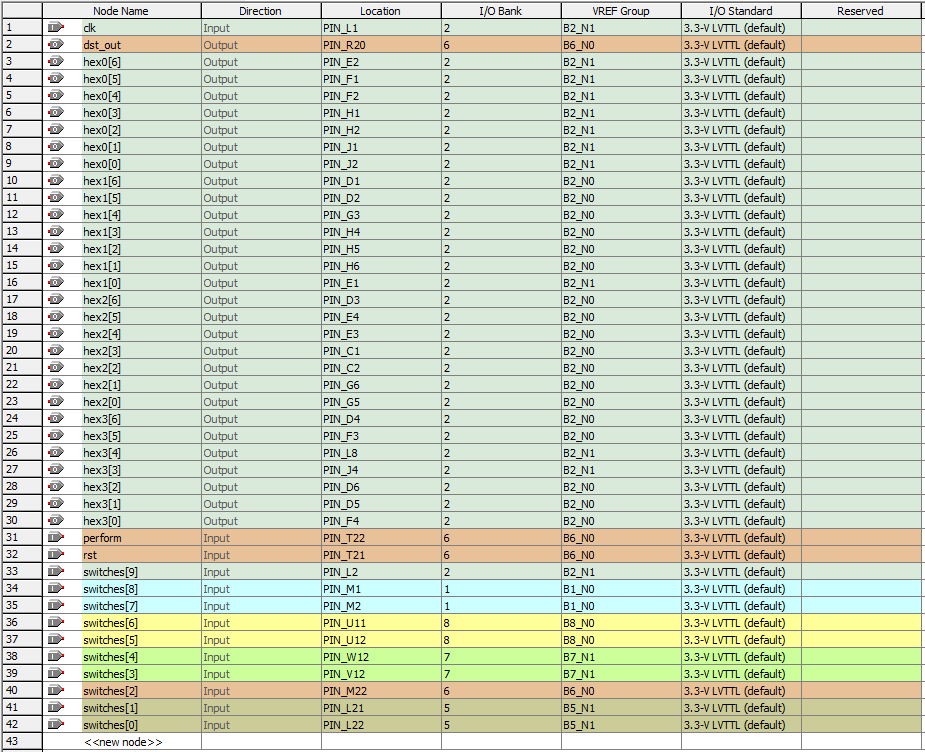 Node Name Direction Location I/O Bank VREF Group I/O Standard Reserved
1 clk Input PIN_L1 2 B2_N1 3.3-V LVTTL (default)
2 dst_out Output PIN_R20 6 B6_N0 3.3-V LVTTL (default)
3 hex0[6] Output PIN_E2 2 B2_N1 3.3-V LVTTL (default)
4 hex0[5] Output PIN_F1 2 B2_N1 3.3-V LVTTL (default)
5 hex0[4] Output PIN_F2 2 B2_N1 3.3-V LVTTL (default)
6 hex0[3] Output PIN_H1 2 B2_N1 3.3-V LVTTL (default)
7 hex0[2] Output PIN_H2 2 B2_N1 3.3-V LVTTL (default)
8 hex0[1] Output PIN_J1 2 B2_N1 3.3-V LVTTL (default)
9 hex0[0] Output PIN_J2 2 B2_N1 3.3-V LVTTL (default)
10 hex1[6] Output PIN_D1 2 B2_N0 3.3-V LVTTL (default)
11 hex1[5] Output PIN_D2 2 B2_N0 3.3-V LVTTL (default)
12 hex1[4] Output PIN_G3 2 B2_N0 3.3-V LVTTL (default)
13 hex1[3] Output PIN_H4 2 B2_N0 3.3-V LVTTL (default)
14 hex1[2] Output PIN_H5 2 B2_N0 3.3-V LVTTL (default)
15 hex1[1] Output PIN_H6 2 B2_N0 3.3-V LVTTL (default)
16 hex1[0] Output PIN_E1 2 B2_N1 3.3-V LVTTL (default)
17 hex2[6] Output PIN_D3 2 B2_N0 3.3-V LVTTL (default)
18 hex2[5] Output PIN_E4 2 B2_N0 3.3-V LVTTL (default)
19 hex2[4] Output PIN_E3 2 B2_N0 3.3-V LVTTL (default)
20 hex2[3] Output PIN_C1 2 B2_N0 3.3-V LVTTL (default)
21 hex2[2] Output PIN_C2 2 B2_N0 3.3-V LVTTL (default)
22 hex2[1] Output PIN_G6 2 B2_N0 3.3-V LVTTL (default)
23 hex2[0] Output PIN_G5 2 B2_N0 3.3-V LVTTL (default)
24 hex3[6] Output PIN_D4 2 B2_N0 3.3-V LVTTL (default)
25 hex3[5] Output PIN_F3 2 B2_N0 3.3-V LVTTL (default)
26 hex3[4] Output PIN_L8 2 B2_N1 3.3-V LVTTL (default)
27 hex3[3] Output PIN_J4 2 B2_N1 3.3-V LVTTL (default)
28 hex3[2] Output PIN_D6 2 B2_N0 3.3-V LVTTL (default)
29 hex3[1] Output PIN_D5 2 B2_N0 3.3-V LVTTL (default)
30 hex3[0] Output PIN_F4 2 B2_N0 3.3-V LVTTL (default)
31 perform Input PIN_T22 6 B6_N0 3.3-V LVTTL (default)
32 rst Input PIN_T21 6 B6_N0 3.3-V LVTTL (default)
33 switches[9] Input PIN_L2 2 B2_N1 3.3-V LVTTL (default)
34 switches[8] Input PIN_M1 1 B1_N0 3.3-V LVTTL (default)
35 switches[7] Input PIN_M2 1 B1_N0 3.3-V LVTTL (default)
36 switches[6] Input PIN_U11 8 B8_N0 3.3-V LVTTL (default)
37 switches[5] Input PIN_U12 8 B8_N0 3.3-V LVTTL (default)
38 switches[4] Input PIN_W12 7 B7_N1 3.3-V LVTTL (default)
39 switches[3] Input PIN_V12 7 B7_N1 3.3-V LVTTL (default)
40 switches[2] Input PIN_M22 6 B6_N0 3.3-V LVTTL (default)
41 switches[1] Input PIN_L21 5 B5_N1 3.3-V LVTTL (default)
42 switches[0] Input PIN_L22 5 B5_N1 3.3-V LVTTL (default)
43 <<new node>>